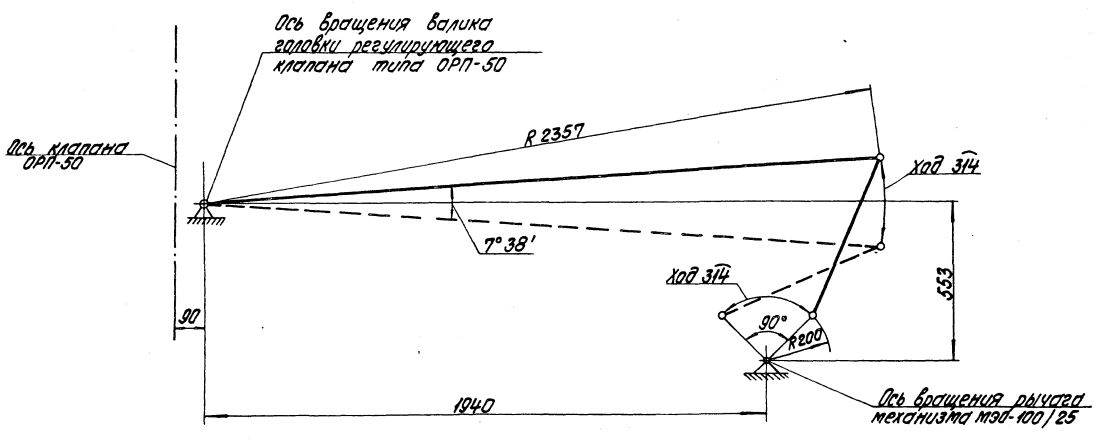 Ось вращения валика
головки регулирующего
клапана типа ОРП-50
R 2357
Ось клапана
ОРП-50
Ход 314
7°38'
Ход 314
553
90
90°
R200
1940
Ось вращения рычага
механизма МЭО-100/25